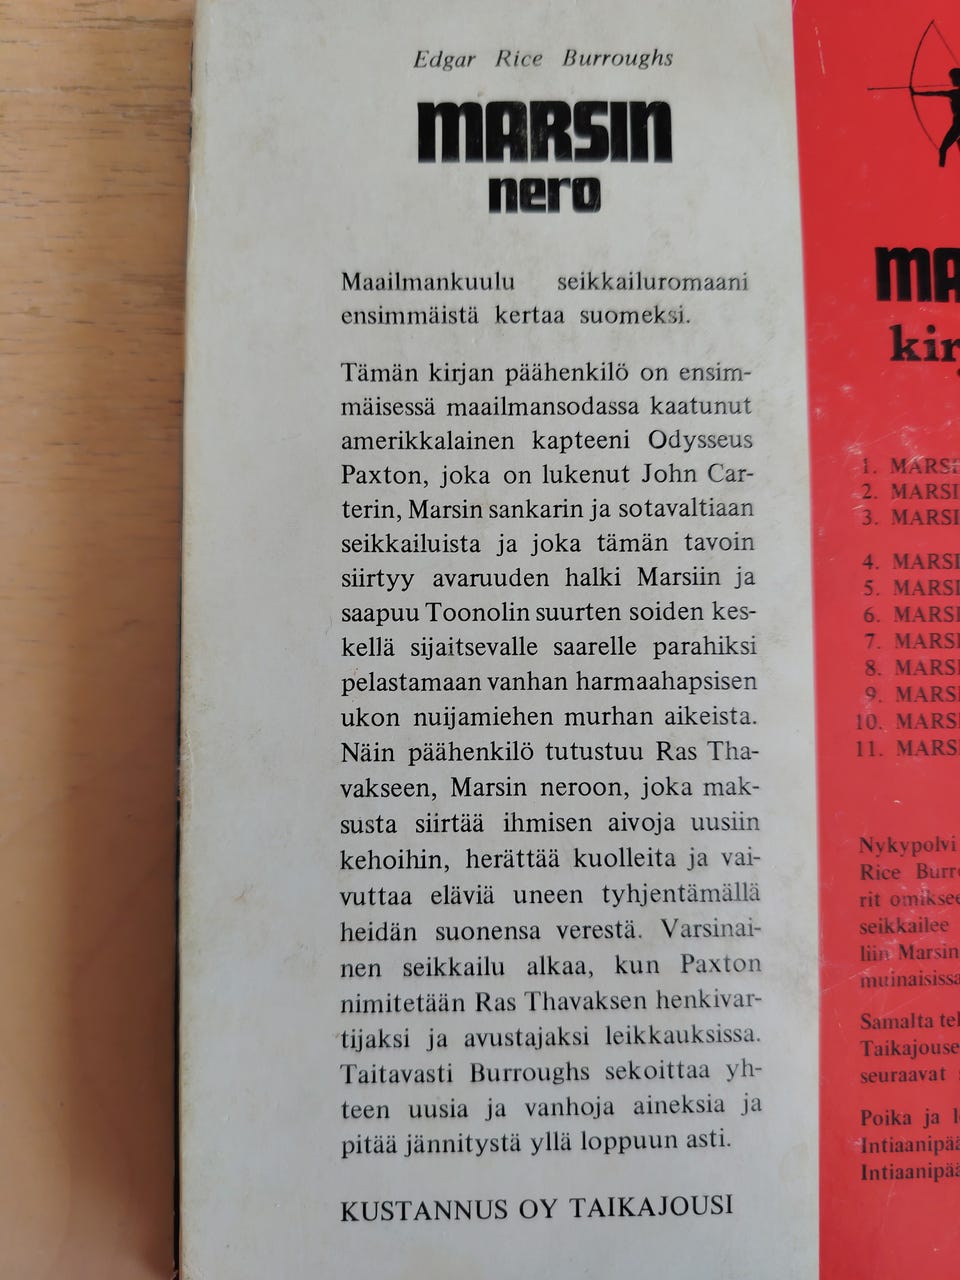 Edgar Rice Burroughs
MARSIN
nero
Maailmankuulu seikkailuromaani
ensimmäistä kertaa suomeksi.
Tämän kirjan päähenkilö on ensim-
mäisessä maailmansodassa kaatunut
amerikkalainen kapteeni Odysseus
Paxton, joka on lukenut John Car-
terin, Marsin sankarin ja sotavaltiaan
seikkailuista ja joka tämän tavoin
siirtyy avaruuden halki Marsiin ja
saapuu Toonolin suurten soiden kes-
kellä sijaitsevalle saarelle parahiksi
pelastamaan vanhan harmaahapsisen
ukon nuijamiehen murhan aikeista.
Näin päähenkilö tutustuu Ras Tha-
vakseen, Marsin neroon, joka mak-
susta siirtää ihmisen aivoja uusiin
kehoihin, herättää kuolleita ja vai-
vuttaa eläviä uneen tyhjentämällä
heidän suonensa verestä. Varsinai-
nen seikkailu alkaa, kun Paxton
nimitetään Ras Thavaksen henkivar-
tijaksi ja avustajaksi leikkauksissa.
Taitavasti Burroughs sekoittaa yh-
teen uusia ja vanhoja aineksia ja
pitää jännitystä yllä loppuun asti.
KUSTANNUS OY TAIKAJOUSI
MA
kir
1. MARSI
2. MARSI
3. MARSI
4. MARSI
5. MARSI
6. MARSI
7. MARSI
8. MARSI
9. MARSI
10. MARSI
11. MARSI
Nykypolvi
Rice Burr
rit omiksee
seikkailee
liin Marsin
muinaisissa
Samalta tel
Taikajouse
seuraavat
Poika ja l
Intiaanipää
Intiaanipää